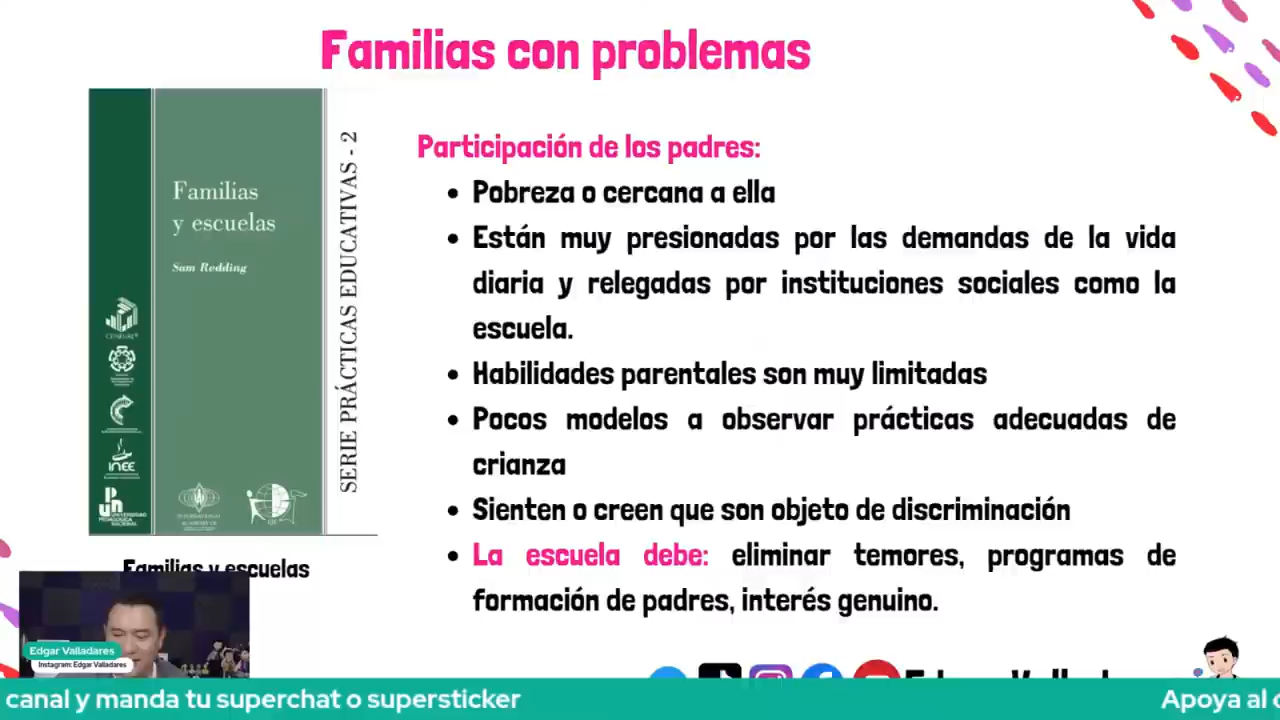 Familias con problemas
Familias
y escuelas
Sam Redding
SERIE PRÁCTICAS EDUCATIVAS - 2
INEE
UNIVERSIDAD
PEDAGÓGICA
NACIONAL
Familias y escuelas
Participación de los padres:
• Pobreza o cercana a ella
• Están muy presionadas por las demandas de la vida
diaria y relegadas por instituciones sociales como la
escuela.
• Habilidades parentales son muy limitadas
• Pocos modelos a observar prácticas adecuadas de
crianza
• Sienten o creen que son objeto de discriminación
• La escuela debe: eliminar temores, programas de
formación de padres, interés genuino.
Edgar Valladares
Instagram: Edgar Valladares
canal y manda tu superchat o supersticker
Apoya al